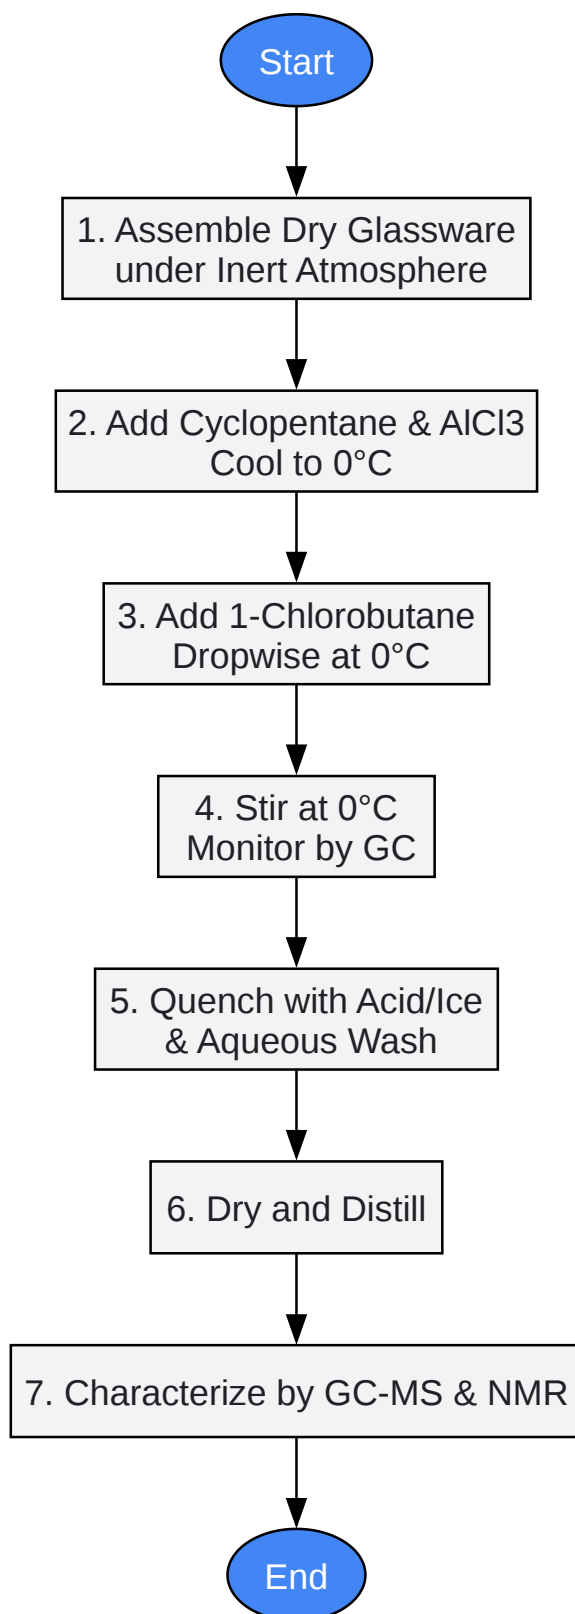 Start
1. Assemble Dry Glassware
under Inert Atmosphere
2. Add Cyclopentane & AlCl3
Cool to 0°C
3. Add 1-Chlorobutane
Dropwise at 0°C
4. Stir at 0°C
Monitor by GC
5. Quench with Acid/Ice
& Aqueous Wash
6. Dry and Distill
7. Characterize by GC-MS & NMR
End